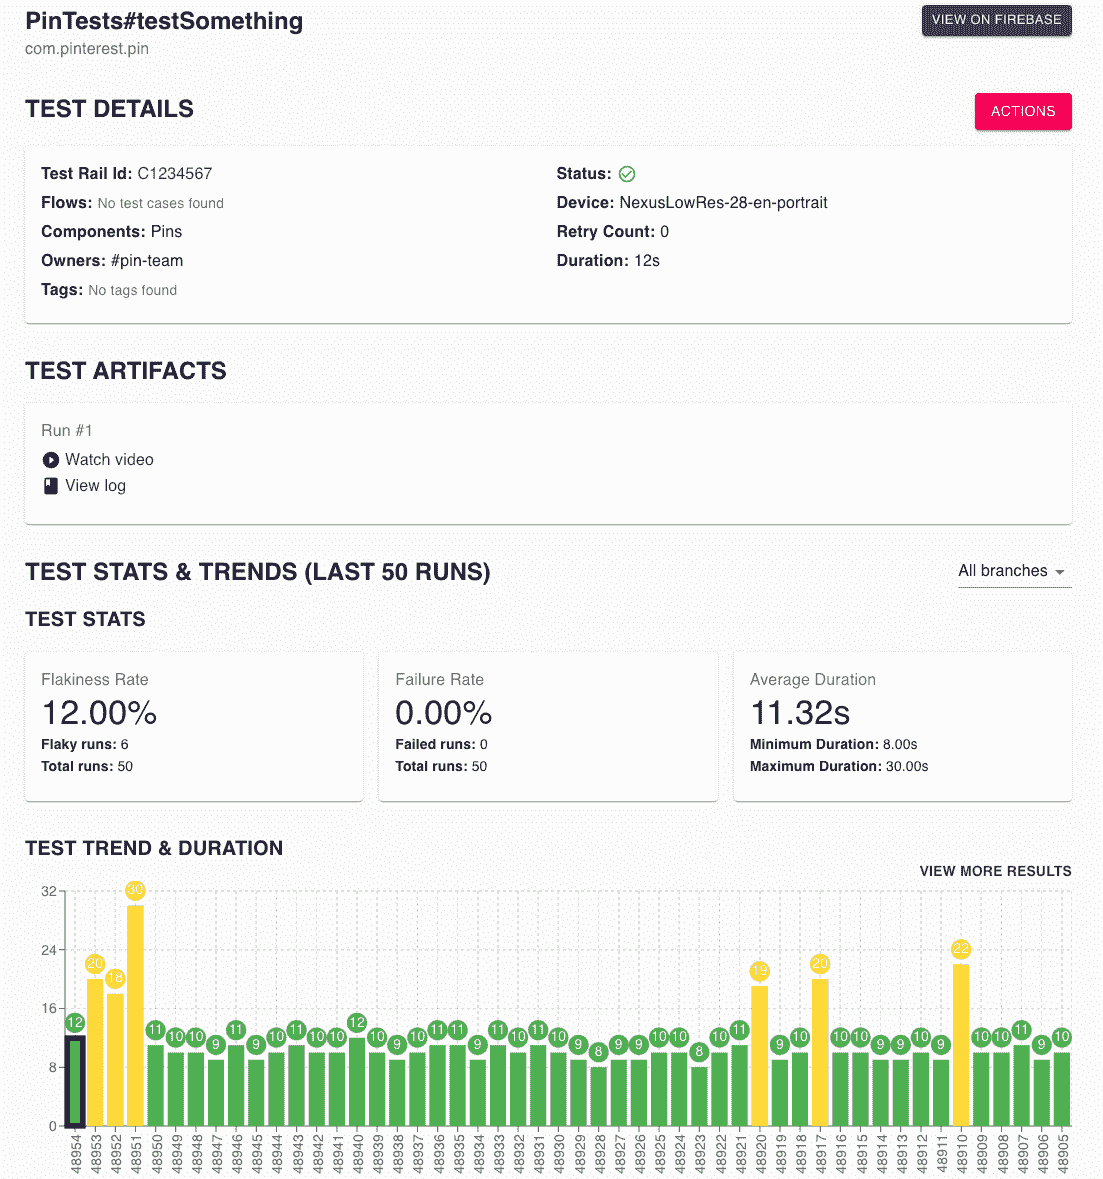 PinTests#testSomething
VIEW ON FIREBASE
com.pinterest.pin
TEST DETAILS
ACTIONS
Test Rail Id: C1234567
Status:
Flows: No test cases found
Device: NexusLowRes-28-en-portrait
Components: Pins
Retry Count: 0
Owners: #pin-team
Duration: 12s
Tags: No tags found
TEST ARTIFACTS
Run #1
Watch video
View log
TEST STATS & TRENDS (LAST 50 RUNS)
All branches
TEST STATS
Flakiness Rate
12.00%
Flaky runs: 6
Total runs: 50
Failure Rate
0.00%
Failed runs: 0
Total runs: 50
Average Duration
11.32s
Minimum Duration: 8.00s
Maximum Duration: 30.00s
TEST TREND & DURATION
VIEW MORE RESULTS
32
24
16
8
0
12 20 18 30 11 10 10 9 11 9 10 11 10 10 12 10 9 10 11 11 9 11 10 11 10 9 8 9 9 10 10 8 10 11 19 9 10 20 10 10 9 9 10 9 22 10 10 11 9 10
48954 48953 48952 48951 48950 48949 48948 48947 48946 48945 48944 48943 48942 48941 48940 48939 48938 48937 48936 48935 48934 48933 48932 48931 48930 48929 48928 48927 48926 48925 48924 48923 48922 48921 48920 48919 48918 48917 48916 48915 48914 48913 48912 48911 48910 48909 48908 48907 48906 48905